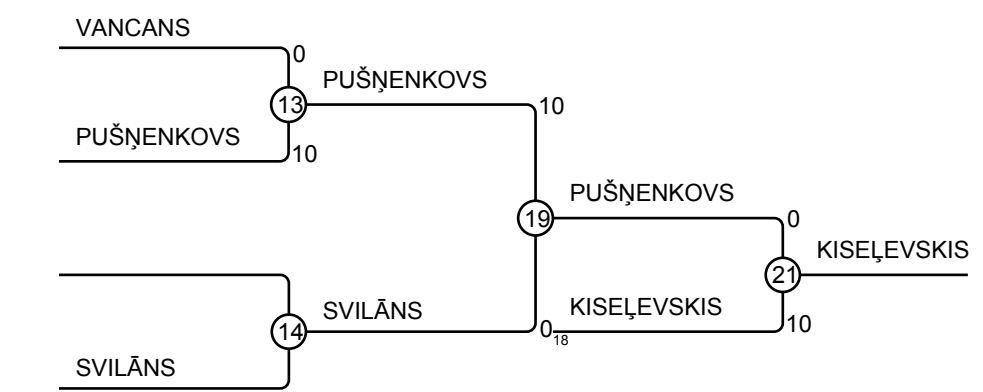 VANCANS
0
PUŠŅENKOVS
13
10
PUŠŅENKOVS
10
PUŠŅENKOVS
19
0
KISEĻEVSKIS
21
SVILĀNS
KISEĻEVSKIS
14
0
18
10
SVILĀNS